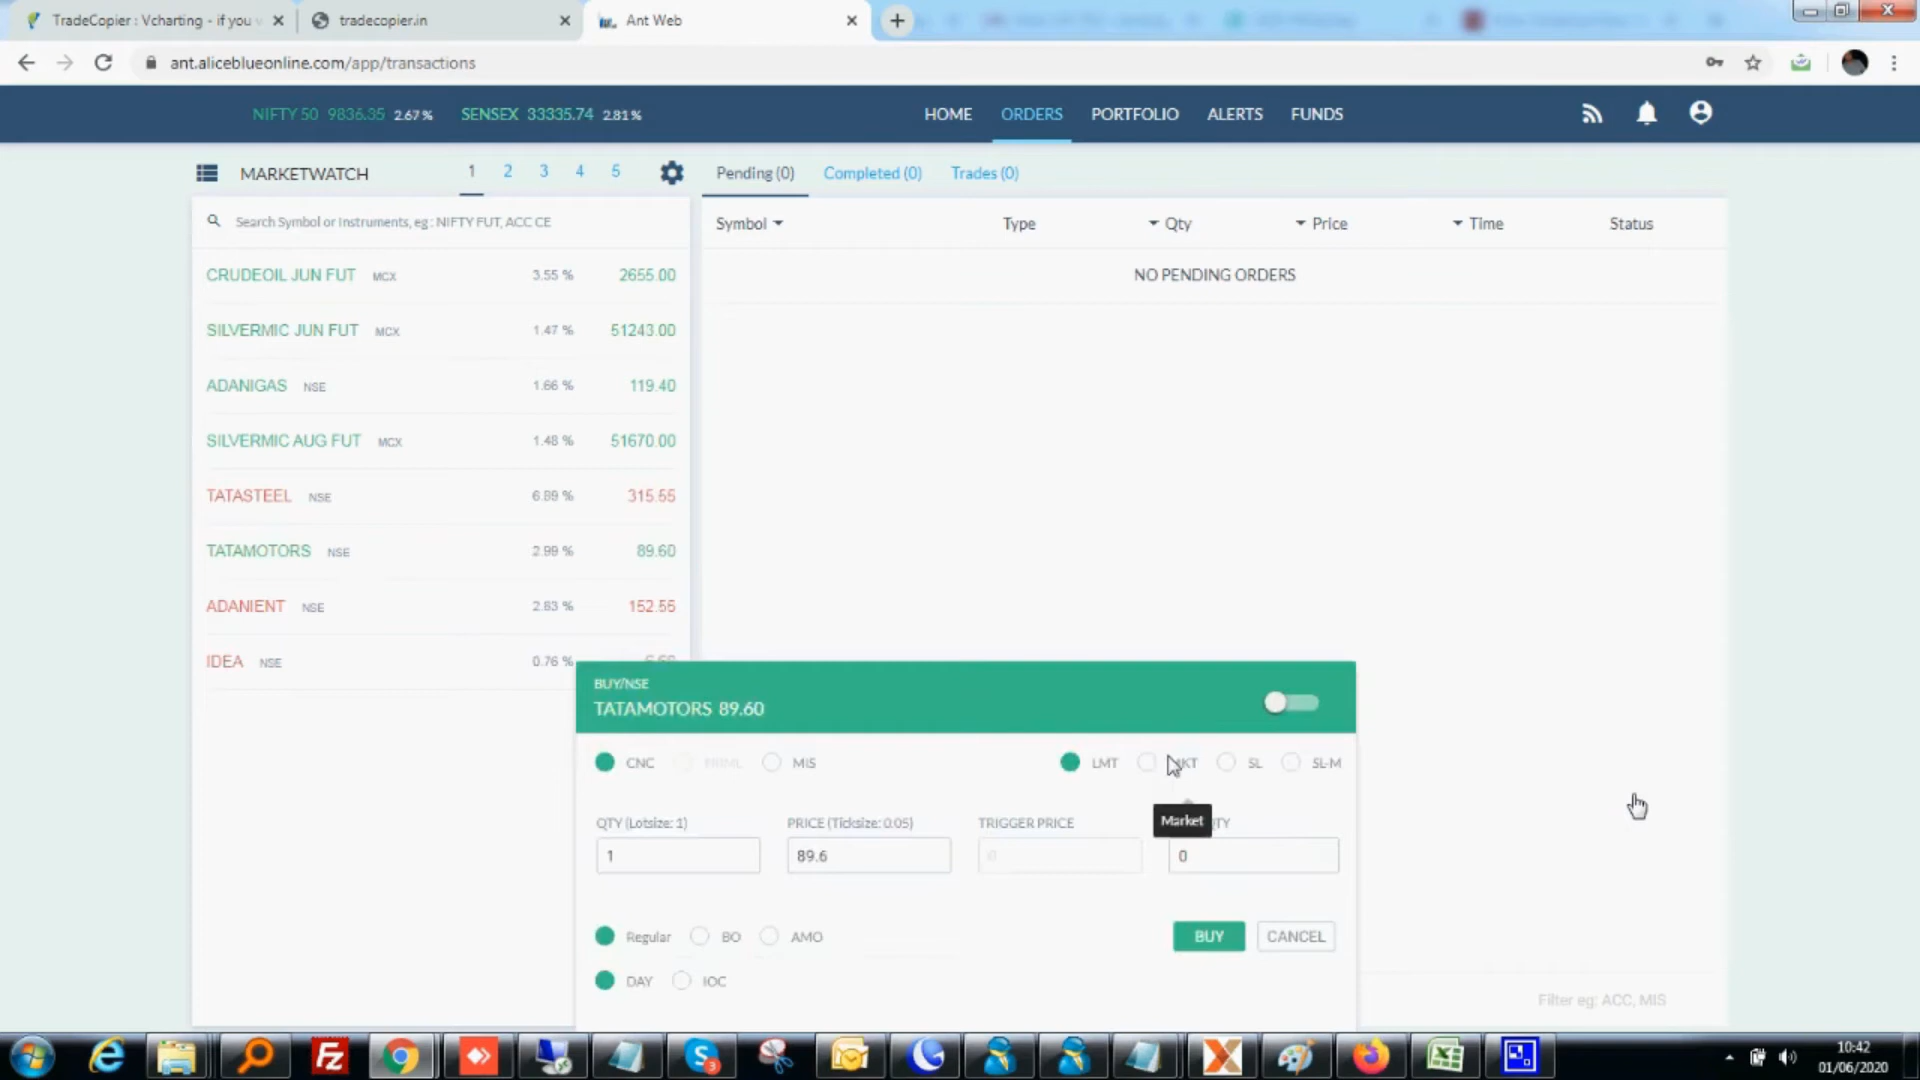 TradeCopier : Vcharting - if you
tradecopier.in
Ant Web
ant.aliceblueonline.com/app/transactions
NIFTY 50 9836.35 2.67 %
SENSEX 33335.74 2.81 %
HOME
ORDERS
PORTFOLIO
ALERTS
FUNDS
MARKETWATCH
1
2
3
4
5
Pending (0)
Completed (0)
Trades (0)
Search Symbol or Instruments, eg: NIFTY FUT, ACC CE
Symbol
Type
Qty
Price
Time
Status
NO PENDING ORDERS
CRUDEOIL JUN FUT MCX 3.55 % 2655.00
SILVERMIC JUN FUT MCX 1.47 % 51243.00
ADANIGAS NSE 1.66 % 119.40
SILVERMIC AUG FUT MCX 1.48 % 51670.00
TATASTEEL NSE 6.89 % 315.55
TATAMOTORS NSE 2.99 % 89.60
ADANIENT NSE 2.83 % 152.55
IDEA NSE 0.76 %
BUY/NSE
TATAMOTORS 89.60
CNC
NRML
MIS
LMT
SL
SL-M
Market
QTY (Lotsize: 1)
PRICE (Ticksize: 0.05)
TRIGGER PRICE
1
89.6
0
0
Regular
BO
AMO
BUY
CANCEL
DAY
IOC
Filter eg: ACC, MIS
10:42
01/06/2020